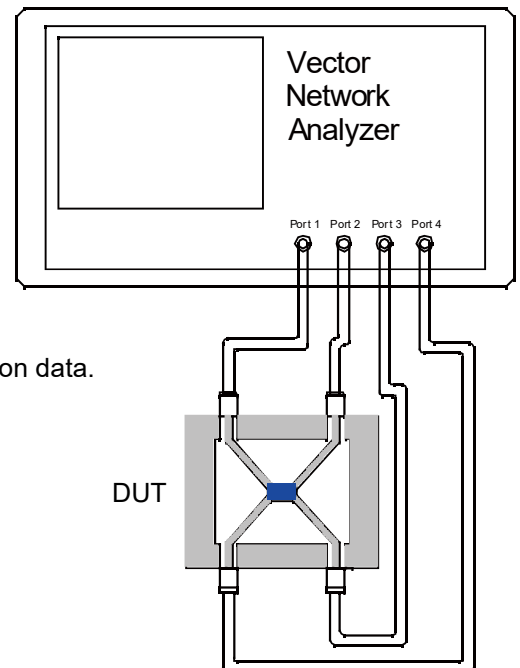 Vector
Network
Analyzer
Port 1 Port 2 Port 3 Port 4
on data.
DUT